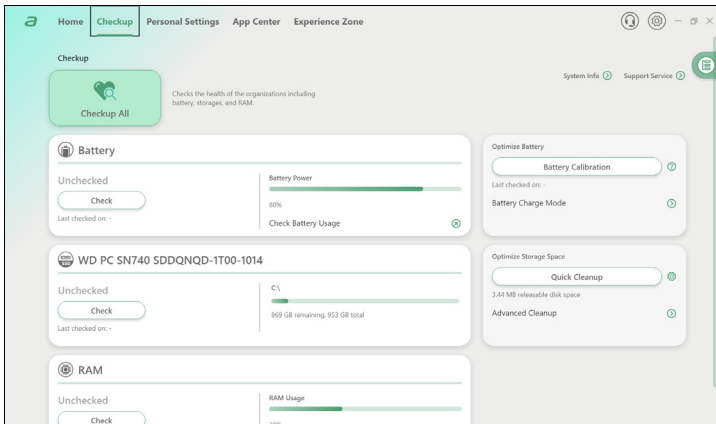 a Home Checkup Personal Settings App Center Experience Zone
Checkup
System Info Support Service
Checkup All
Checks the health of the organizations including
battery, storages, and RAM.
Battery
Unchecked
Check
Last checked on: -
Battery Power
80%
Check Battery Usage
Optimize Battery
Battery Calibration
Last checked on: -
Battery Charge Mode
WD PC SN740 SDDQNQD-1T00-1014
Unchecked
Check
Last checked on: -
C:\
869 GB remaining, 953 GB total
Optimize Storage Space
Quick Cleanup
3.44 MB releasable disk space
Advanced Cleanup
RAM
Unchecked
Check
RAM Usage